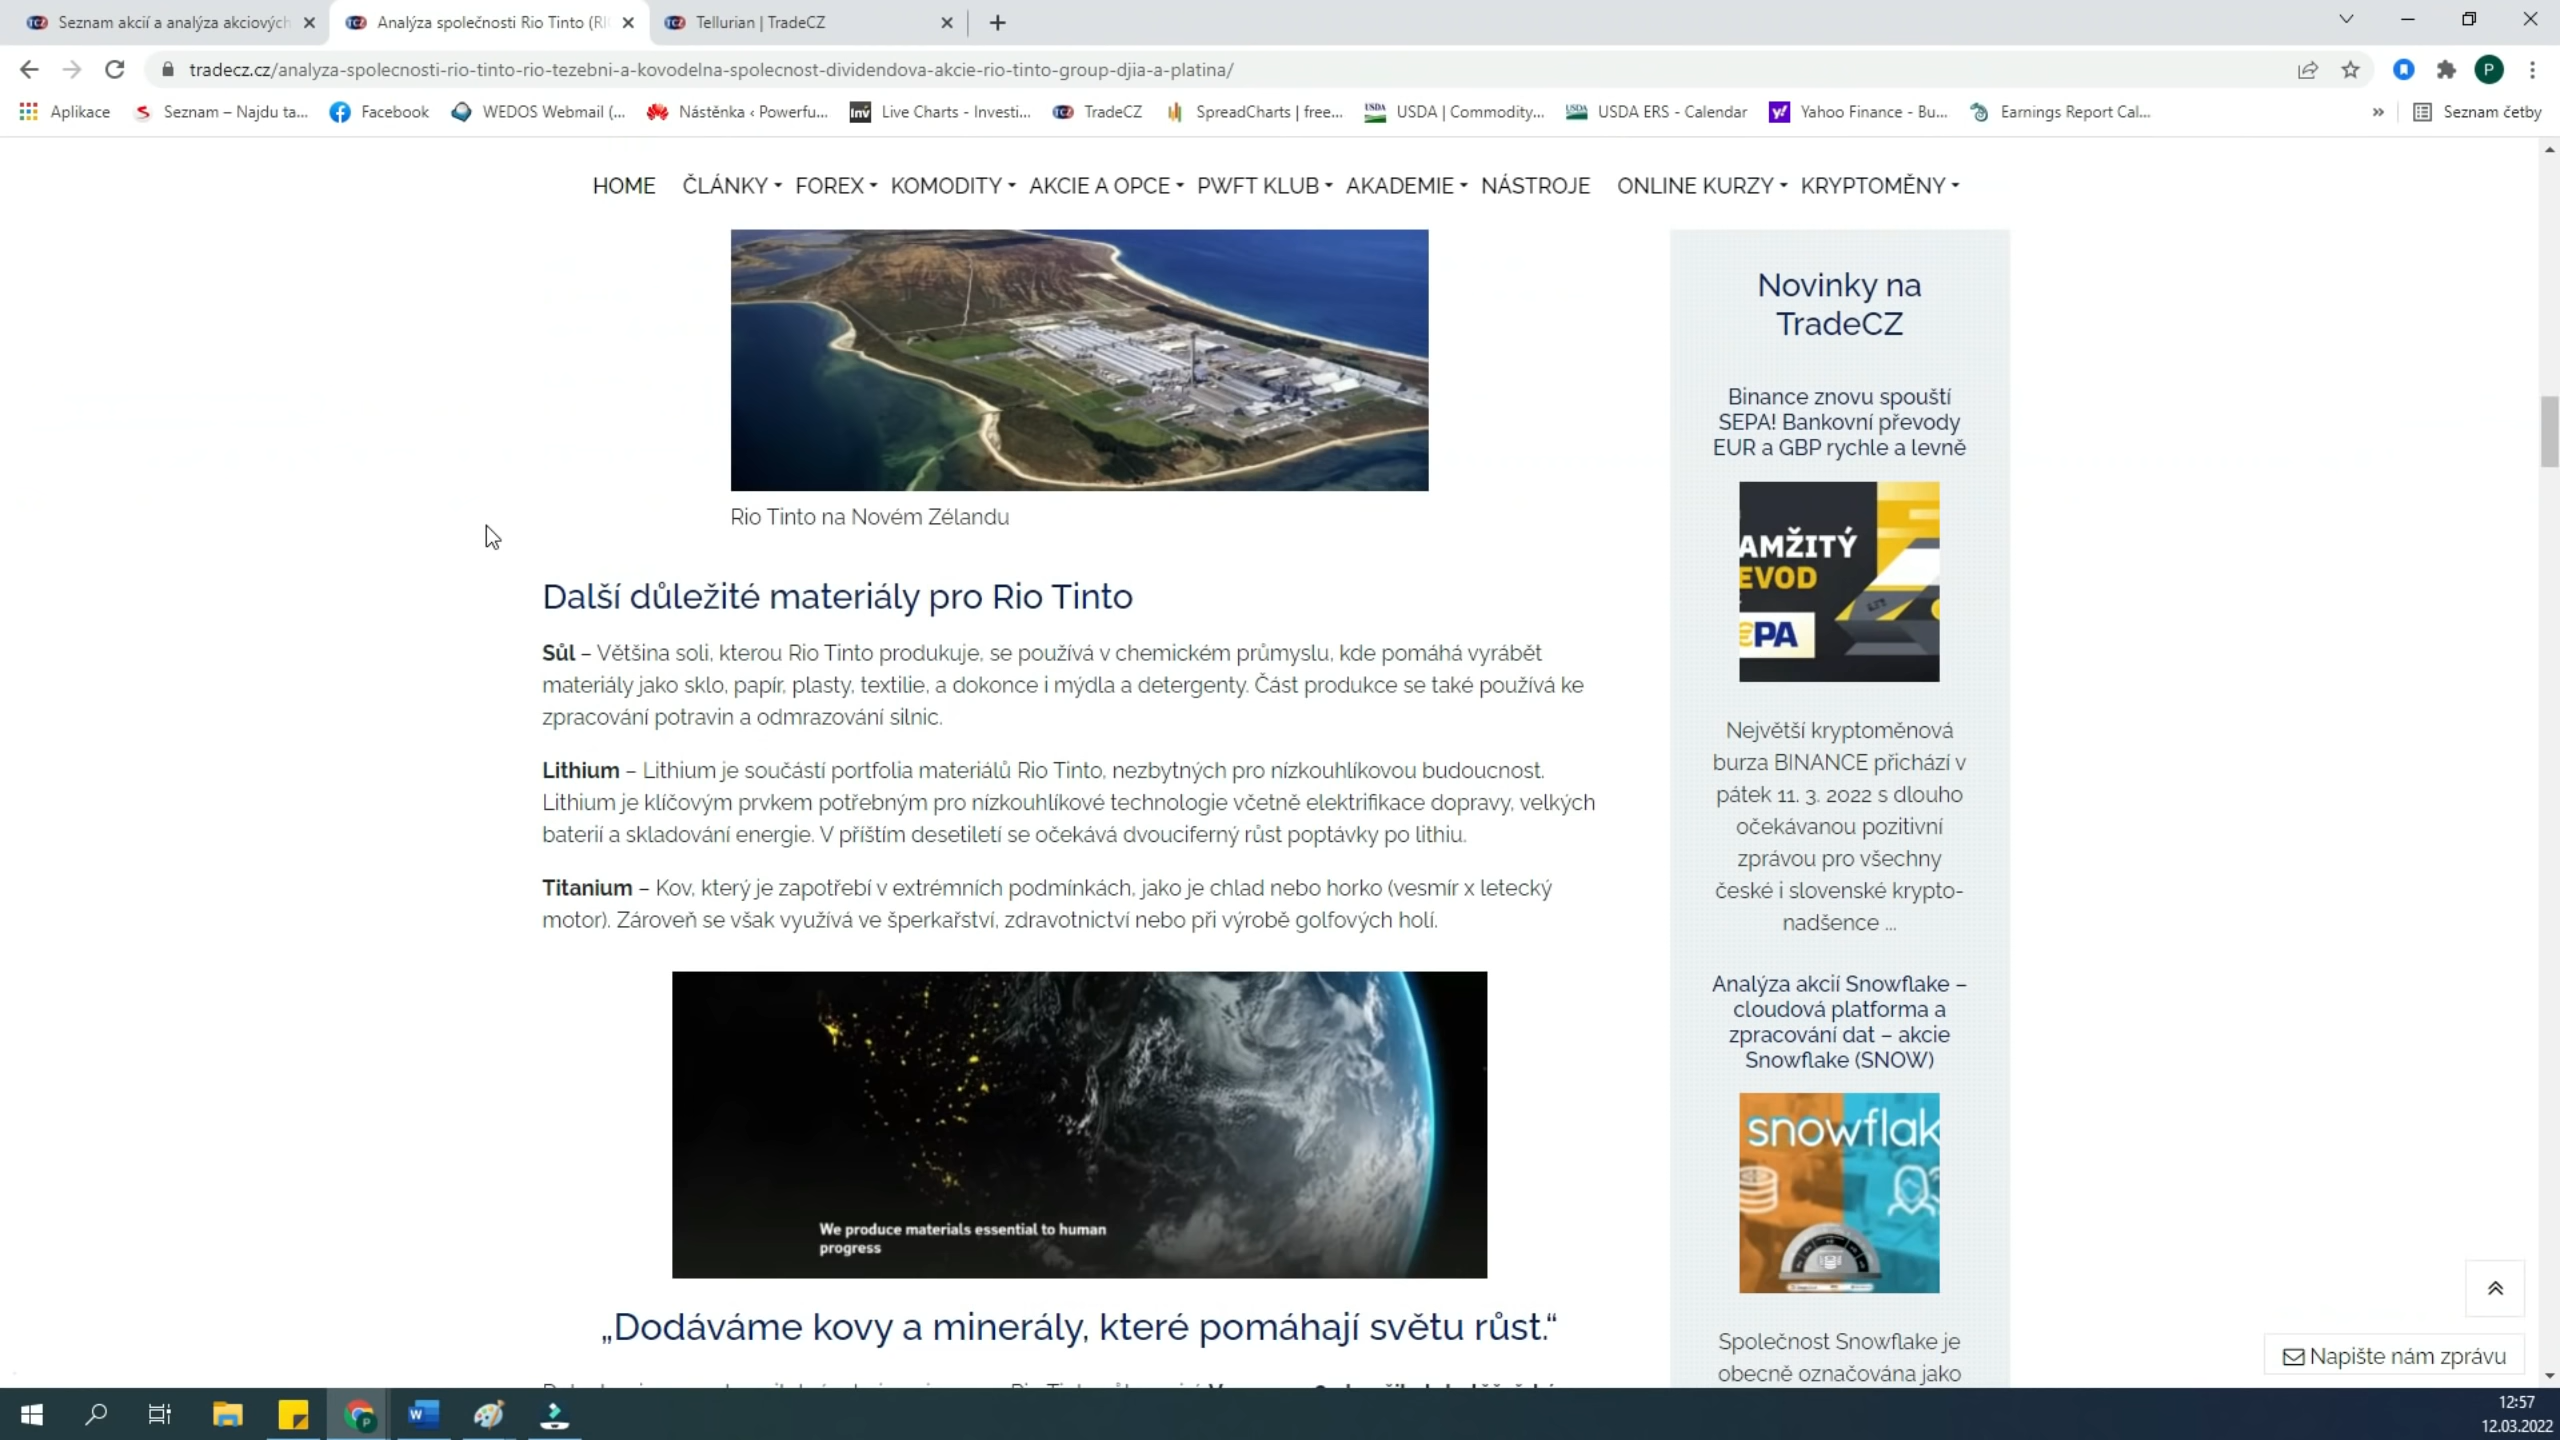 Seznam akcií a analýza akciových
Analýza společnosti Rio Tinto (RI
Tellurian | TradeCZ
tradecz.cz/analyza-spolecnosti-rio-tinto-rio-tezebni-a-kovodelna-spolecnost-dividendova-akcie-rio-tinto-group-djia-a-platina/
P
Aplikace
Seznam – Najdu ta...
Facebook
WEDOS Webmail (...
Nástěnka ‹ Powerfu...
Inv Live Charts - Investi...
TradeCZ
SpreadCharts | free...
USDA USDA | Commodity...
USDA USDA ERS - Calendar
y! Yahoo Finance - Bu...
Earnings Report Cal...
»
Seznam četby
HOME ČLÁNKY FOREX KOMODITY AKCIE A OPCE PWFT KLUB AKADEMIE NÁSTROJE ONLINE KURZY KRYPTOMĚNY
Rio Tinto na Novém Zélandu
Další důležité materiály pro Rio Tinto
Sůl – Většina soli, kterou Rio Tinto produkuje, se používá v chemickém průmyslu, kde pomáhá vyrábět
materiály jako sklo, papír, plasty, textilie, a dokonce i mýdla a detergenty. Část produkce se také používá ke
zpracování potravin a odmrazování silnic.
Lithium – Lithium je součástí portfolia materiálů Rio Tinto, nezbytných pro nízkouhlíkovou budoucnost.
Lithium je klíčovým prvkem potřebným pro nízkouhlíkové technologie včetně elektrifikace dopravy, velkých
baterií a skladování energie. V příštím desetiletí se očekává dvouciferný růst poptávky po lithiu.
Titanium – Kov, který je zapotřebí v extrémních podmínkách, jako je chlad nebo horko (vesmír x letecký
motor). Zároveň se však využívá ve šperkařství, zdravotnictví nebo při výrobě golfových holí.
We produce materials essential to human
progress
„Dodáváme kovy a minerály, které pomáhají světu růst.“
Novinky na
TradeCZ
Binance znovu spouští
SEPA! Bankovní převody
EUR a GBP rychle a levně
AMŽITÝ
EVOD
€PA
Největší kryptoměnová
burza BINANCE přichází v
pátek 11. 3. 2022 s dlouho
očekávanou pozitivní
zprávou pro všechny
české i slovenské krypto-
nadšence ...
Analýza akcií Snowflake –
cloudová platforma a
zpracování dat – akcie
Snowflake (SNOW)
snowflak
Společnost Snowflake je
obecně označována jako
Napište nám zprávu
12:57
12.03.2022